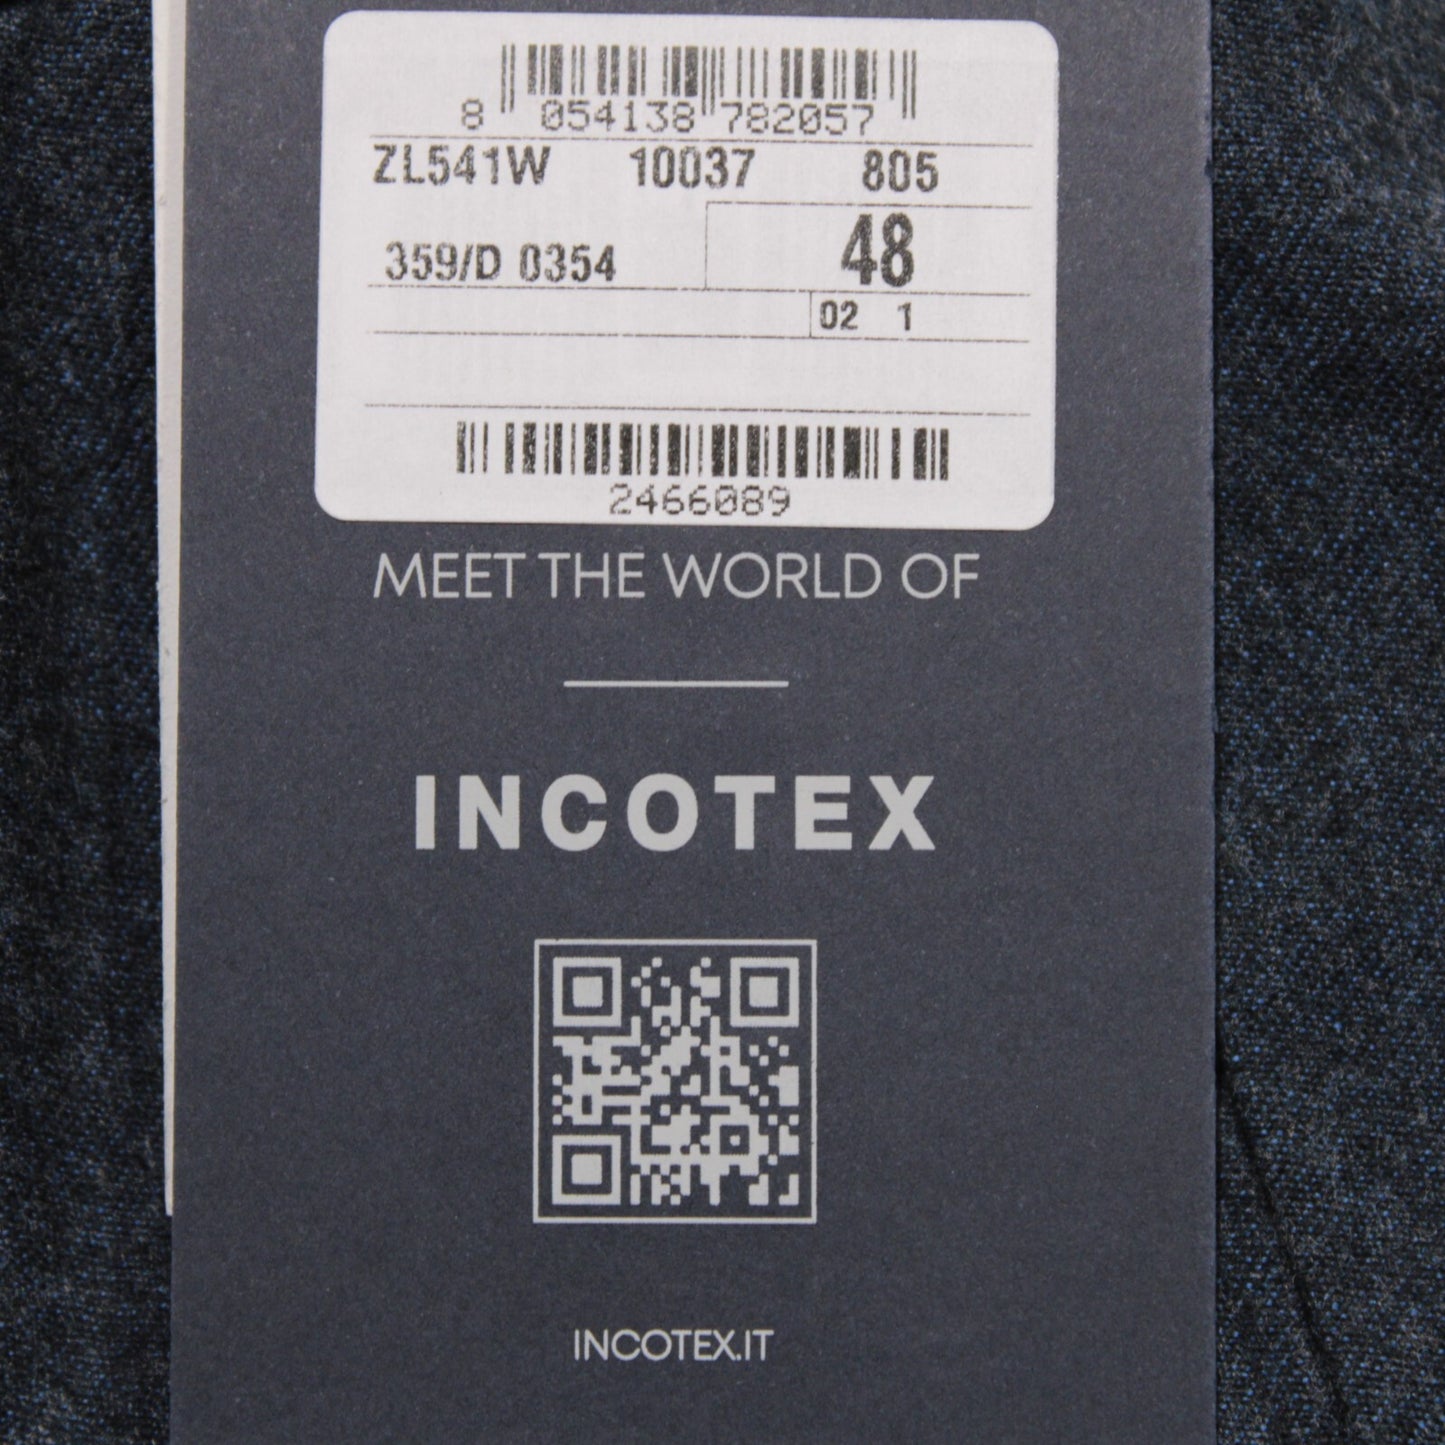 8 054138 782057
ZL541W 10037 805
359/D 0354 48
02 1
2466089
MEET THE WORLD OF
INCOTEX
INCOTEX.IT